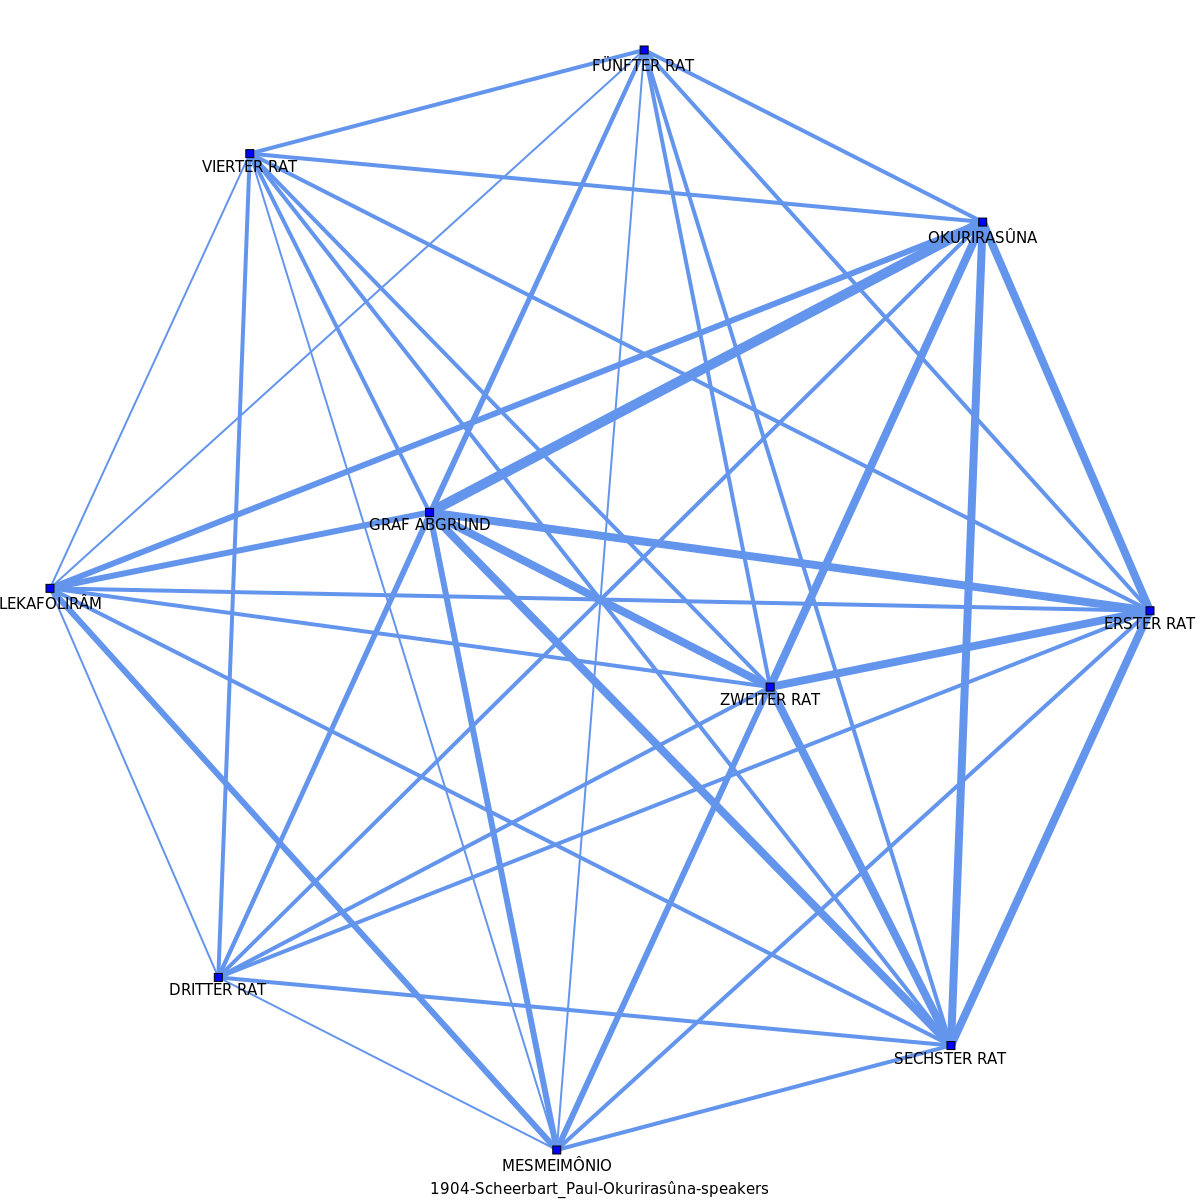 FÜNFTER RAT
VIERTER RAT
OKURIRASÛNA
GRAF ABGRUND
LEKAFOLIRÂM
ERSTER RAT
ZWEITER RAT
DRITTER RAT
SECHSTER RAT
MESMEIMÔNIO
1904-Scheerbart_Paul-Okurirasûna-speakers